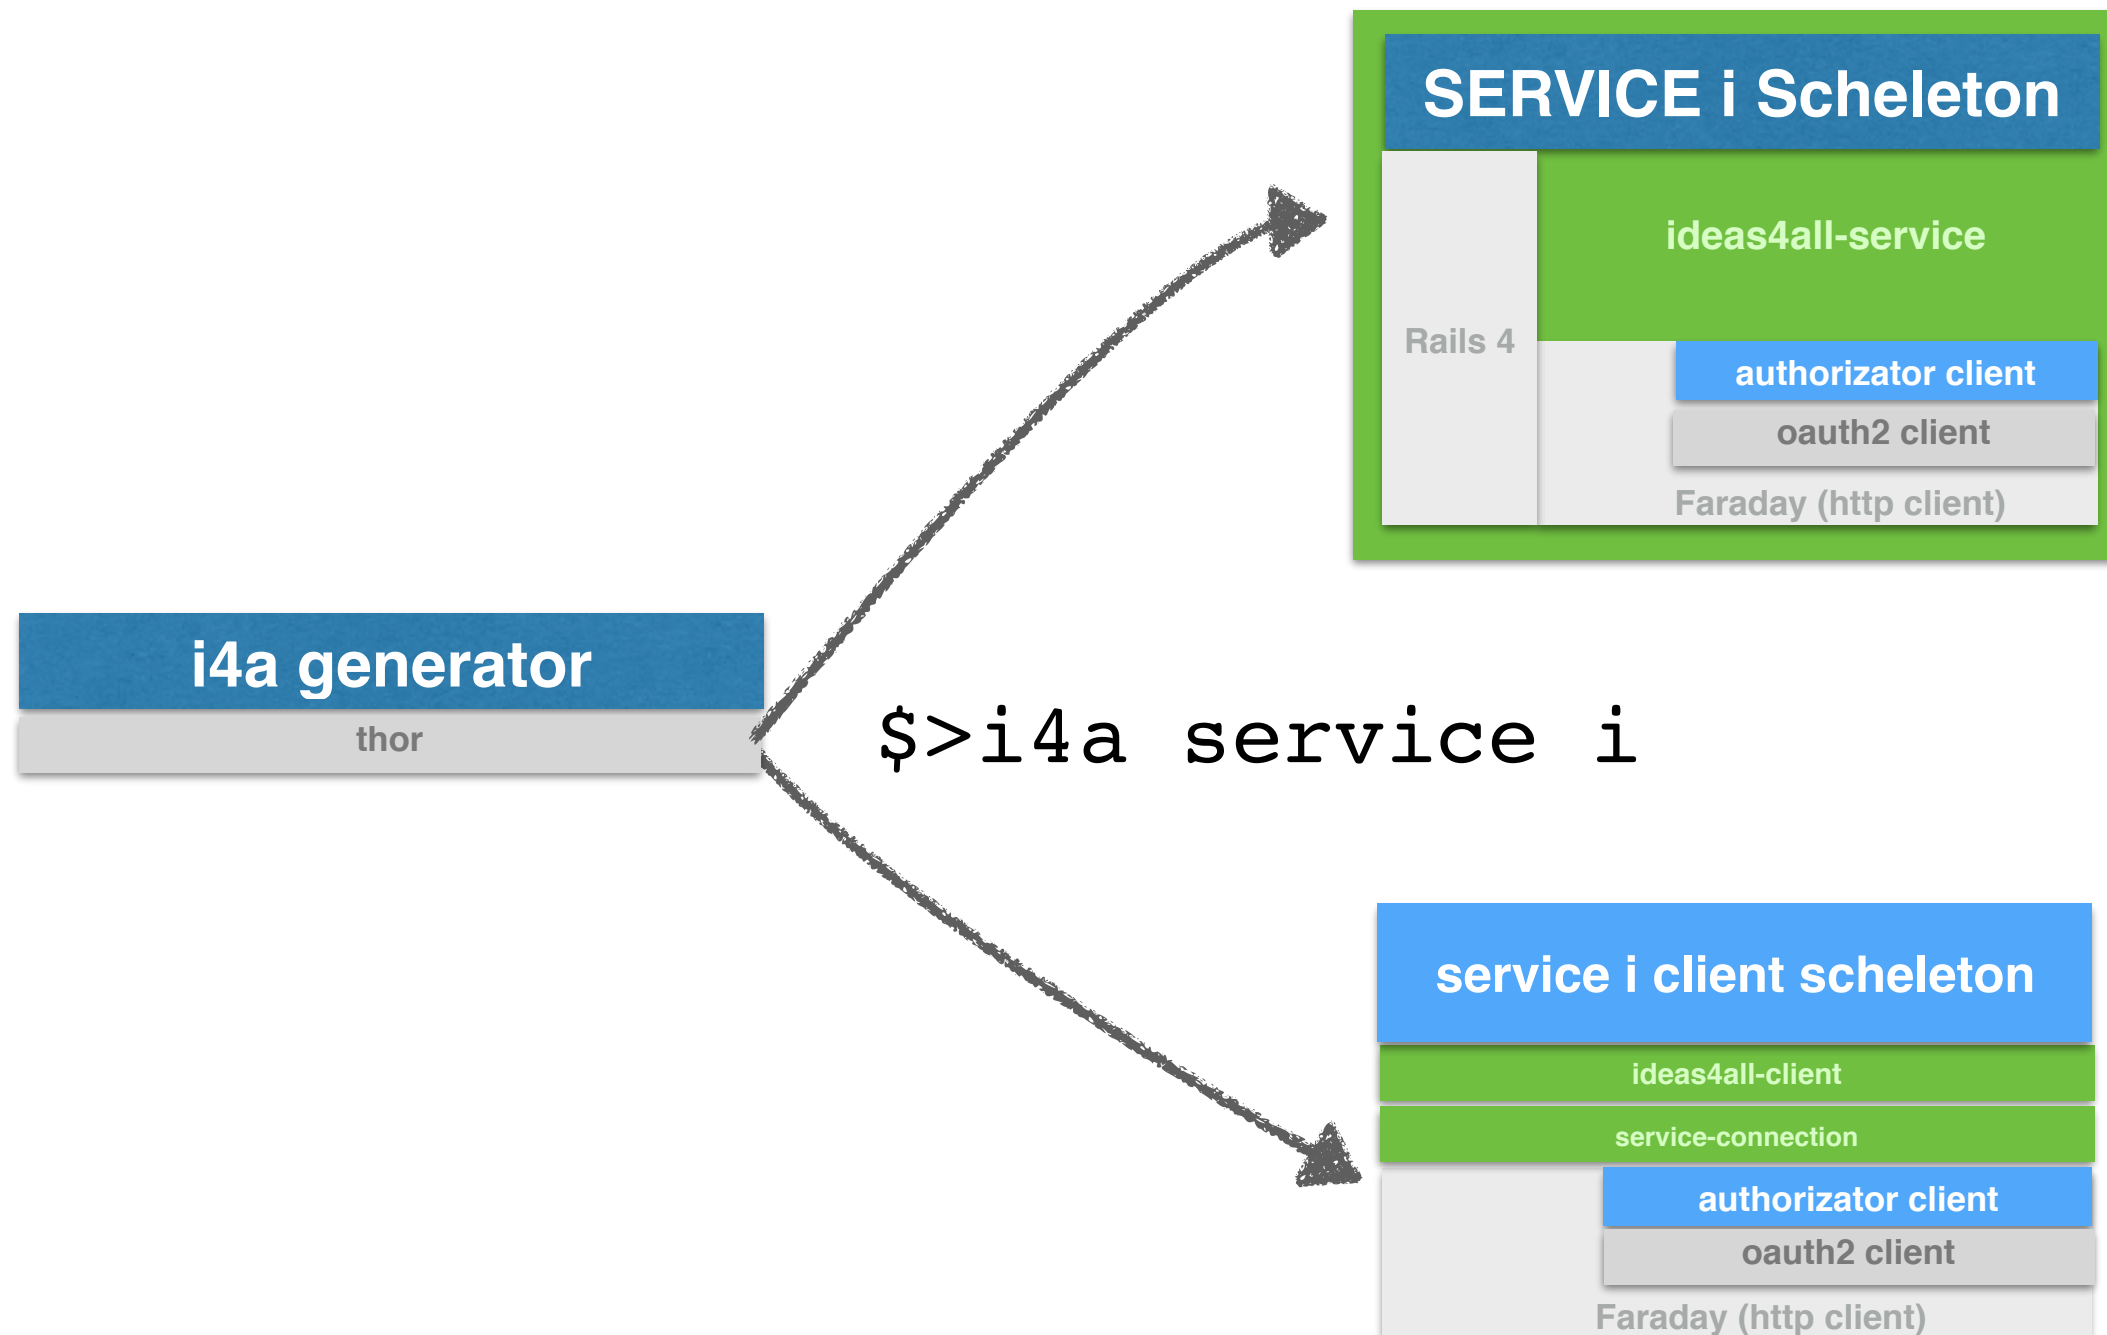 SERVICE i Scheleton
ideas4all-service
Rails 4
authorizator client
oauth2 client
Faraday (http client)
i4a generator
thor
$>i4a service i
service i client scheleton
ideas4all-client
service-connection
authorizator client
oauth2 client
Faraday (http client)